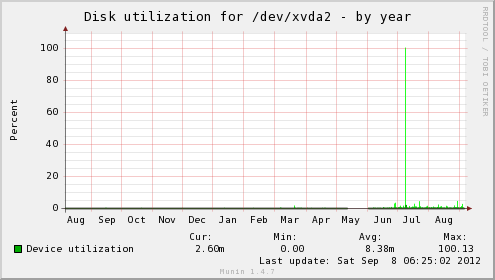 Disk utilization for /dev/xvda2 - by year
RRDTOOL / TOBI OETIKER
Percent
100
80
60
40
20
0
Aug Sep Oct Nov Dec Jan Feb Mar Apr May Jun Jul Aug
Cur: Min: Avg: Max:
Device utilization 2.60m 0.00 8.38m 100.13
Last update: Sat Sep 8 06:25:02 2012
Munin 1.4.7